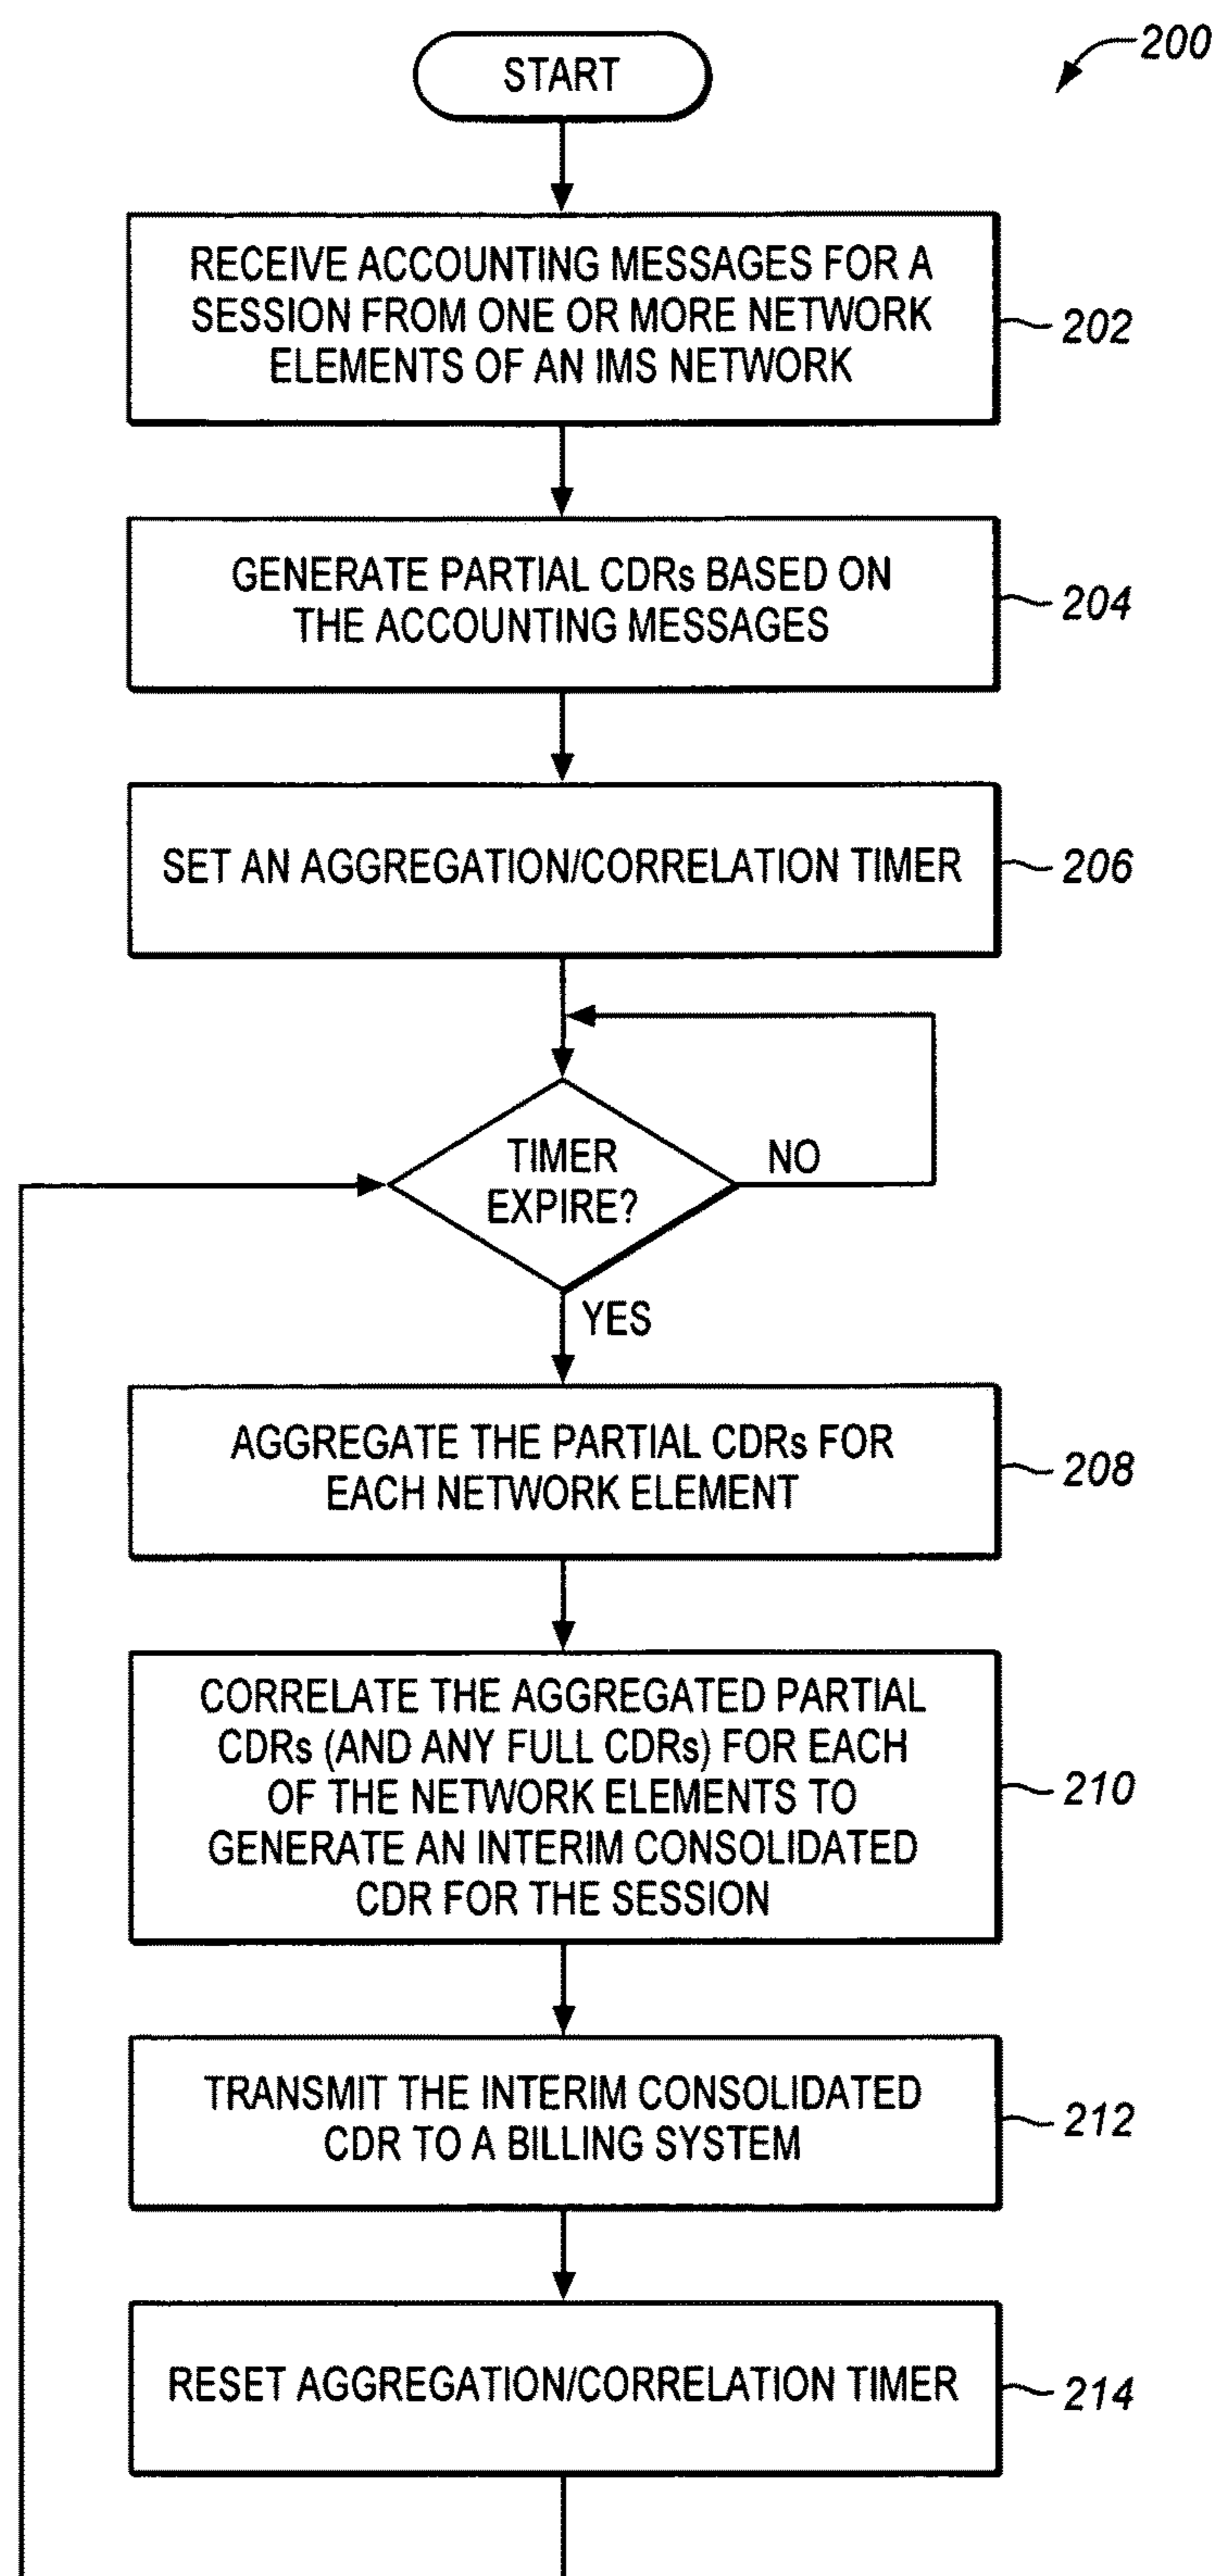 200
START
RECEIVE ACCOUNTING MESSAGES FOR A
SESSION FROM ONE OR MORE NETWORK
ELEMENTS OF AN IMS NETWORK
202
GENERATE PARTIAL CDRs BASED ON
THE ACCOUNTING MESSAGES
204
SET AN AGGREGATION/CORRELATION TIMER
206
TIMER
EXPIRE?
NO
YES
AGGREGATE THE PARTIAL CDRs FOR
EACH NETWORK ELEMENT
208
CORRELATE THE AGGREGATED PARTIAL
CDRs (AND ANY FULL CDRs) FOR EACH
OF THE NETWORK ELEMENTS TO
GENERATE AN INTERIM CONSOLIDATED
CDR FOR THE SESSION
210
TRANSMIT THE INTERIM CONSOLIDATED
CDR TO A BILLING SYSTEM
212
RESET AGGREGATION/CORRELATION TIMER
214